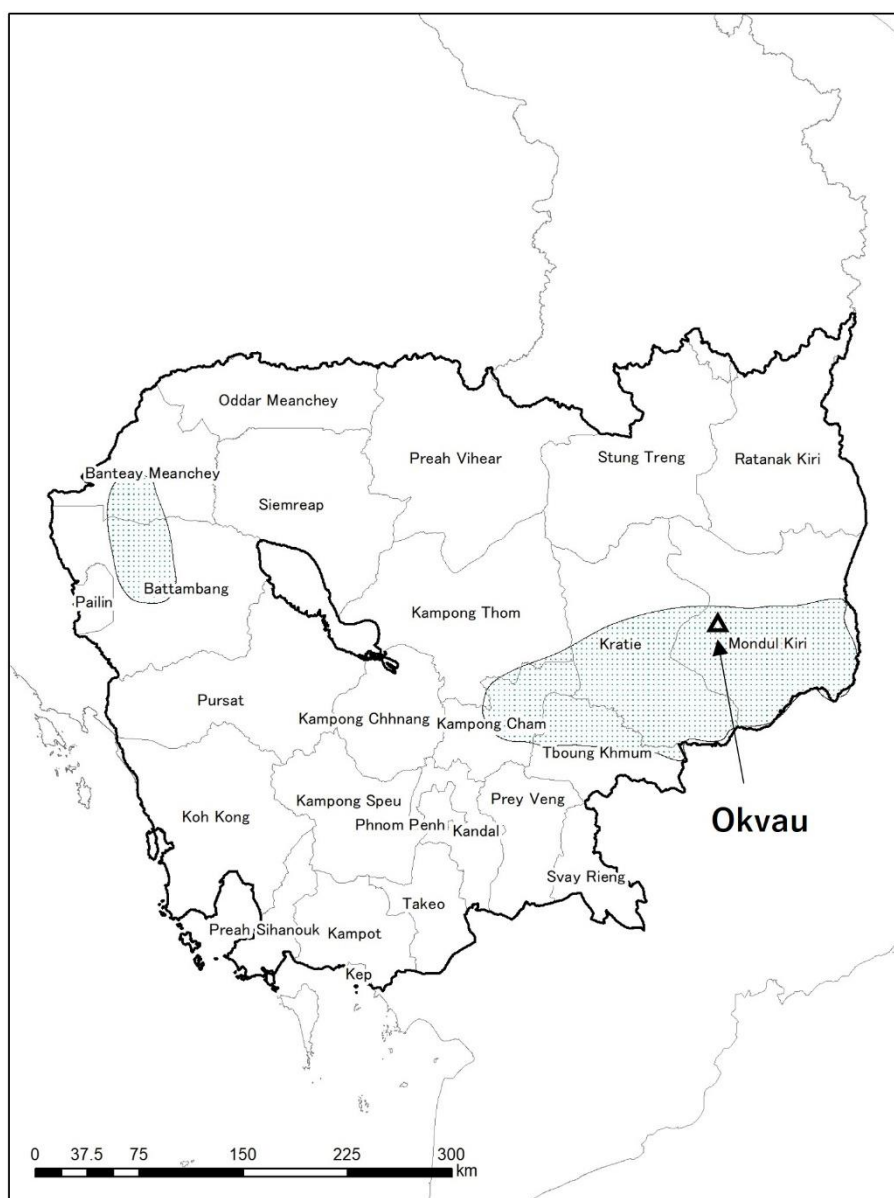 Oddar Meanchey
Banteay Meanchey
Preah Vihear
Stung Treng
Ratanak Kiri
Siemreap
Battambang
Pailin
Kampong Thom
Kratie
Mondul Kiri
Pursat
Kampong Chhnang
Kampong Cham
Tboung Khmum
Koh Kong
Kampong Speu
Prey Veng
Phnom Penh
Kandal
Okvau
Svay Rieng
Takeo
Preah Sihanouk
Kampot
Kep
0 37.5 75 150 225 300
km